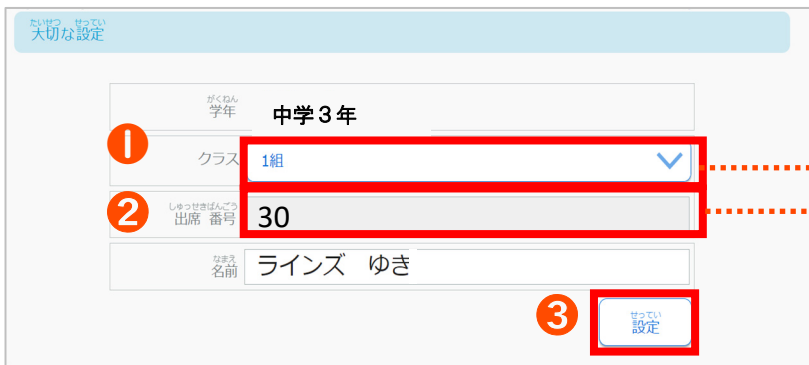 たいせつ せってい
大切な設定
がくねん
学年 中学３年
❶ クラス 1組
しゅっせきばんごう
❷ 出席 番号 30
なまえ
名前 ラインズ ゆき
せってい
❸ 設定